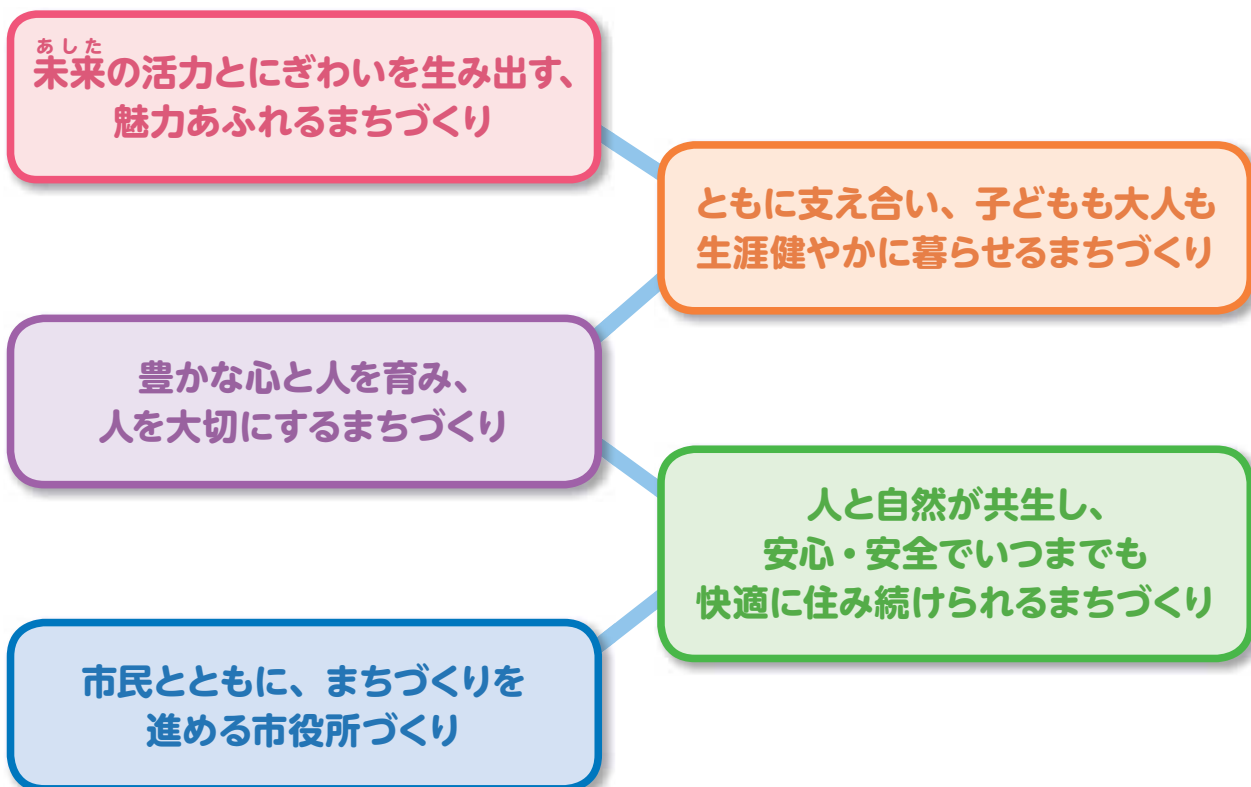 あした
未来の活力とにぎわいを生み出す、
魅力あふれるまちづくり
ともに支え合い、子どもも大人も
生涯健やかに暮らせるまちづくり
豊かな心と人を育み、
人を大切にするまちづくり
人と自然が共生し、
安心・安全でいつまでも
快適に住み続けられるまちづくり
市民とともに、まちづくりを
進める市役所づくり